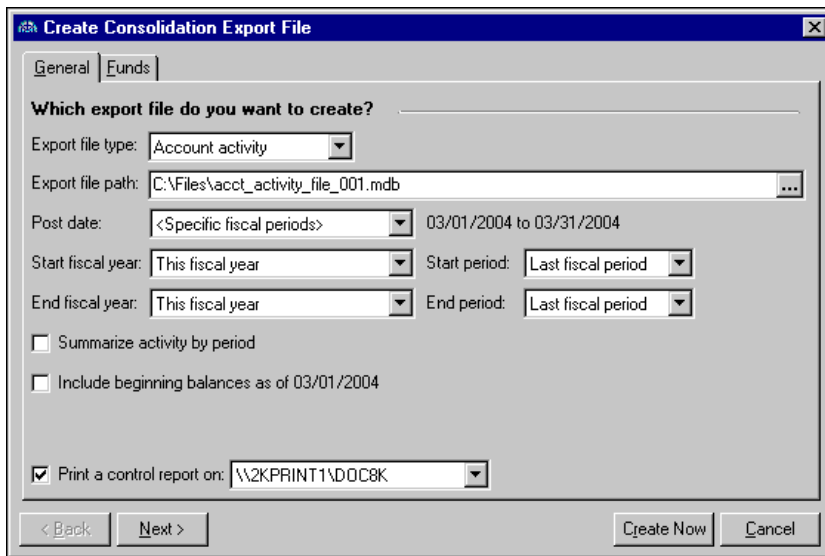 Create Consolidation Export File
General Funds
Which export file do you want to create?
Export file type: Account activity
Export file path: C:\Files\acct_activity_file_001.mdb ...
Post date: <Specific fiscal periods> 03/01/2004 to 03/31/2004
Start fiscal year: This fiscal year Start period: Last fiscal period
End fiscal year: This fiscal year End period: Last fiscal period
Summarize activity by period
Include beginning balances as of 03/01/2004
Print a control report on: \\2KPRINT1\DOC8K
< Back Next > Create Now Cancel